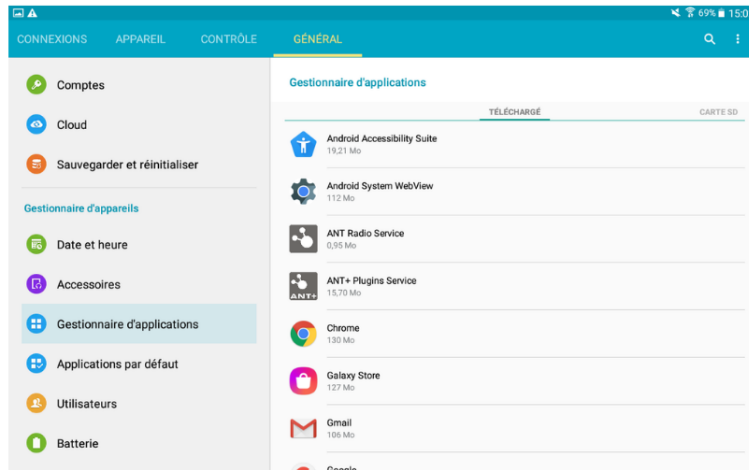 69% 15:0
CONNEXIONS APPAREIL CONTRÔLE GÉNÉRAL
Comptes
Cloud
Sauvegarder et réinitialiser
Gestionnaire d'appareils
Date et heure
Accessoires
Gestionnaire d'applications
Applications par défaut
Utilisateurs
Batterie
Gestionnaire d'applications
TÉLÉCHARGÉ CARTE SD
Android Accessibility Suite
19,21 Mo
Android System WebView
112 Mo
ANT Radio Service
0,95 Mo
ANT+
ANT+ Plugins Service
15,70 Mo
Chrome
130 Mo
Galaxy Store
127 Mo
Gmail
106 Mo
Google